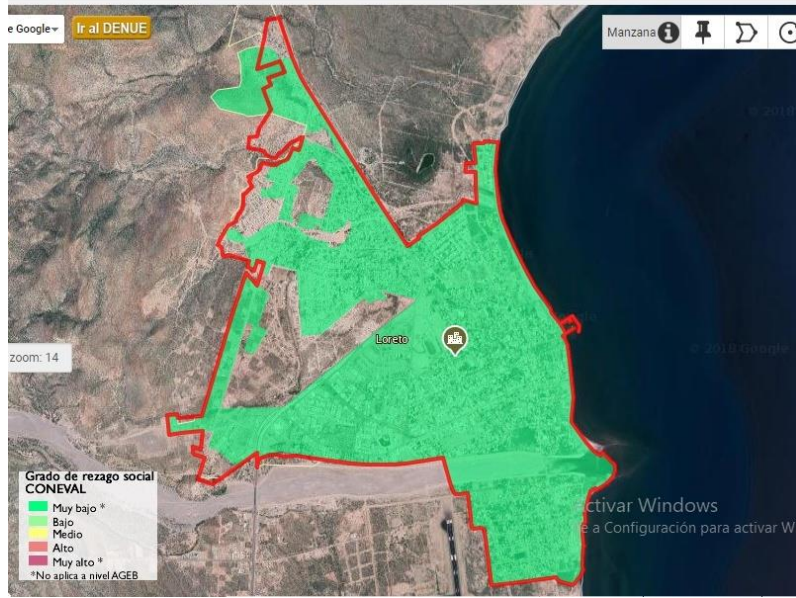 e Google
Ir al DENUE
Manzana
© 2018
Google
© 2018 Google
Loreto
zoom: 14
Grado de rezago social
CONEVAL
Muy bajo *
Bajo
Medio
Alto
Muy alto *
*No aplica a nivel AGEB
ctivar Windows
e a Configuración para activar W